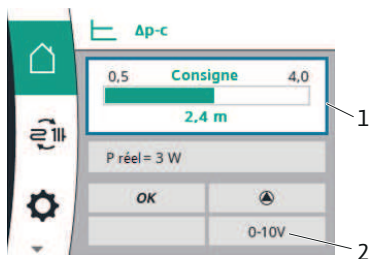 Δp-c
0,5 Consigne 4,0
2,4 m
1
P réel= 3 W
OK
0-10V
2